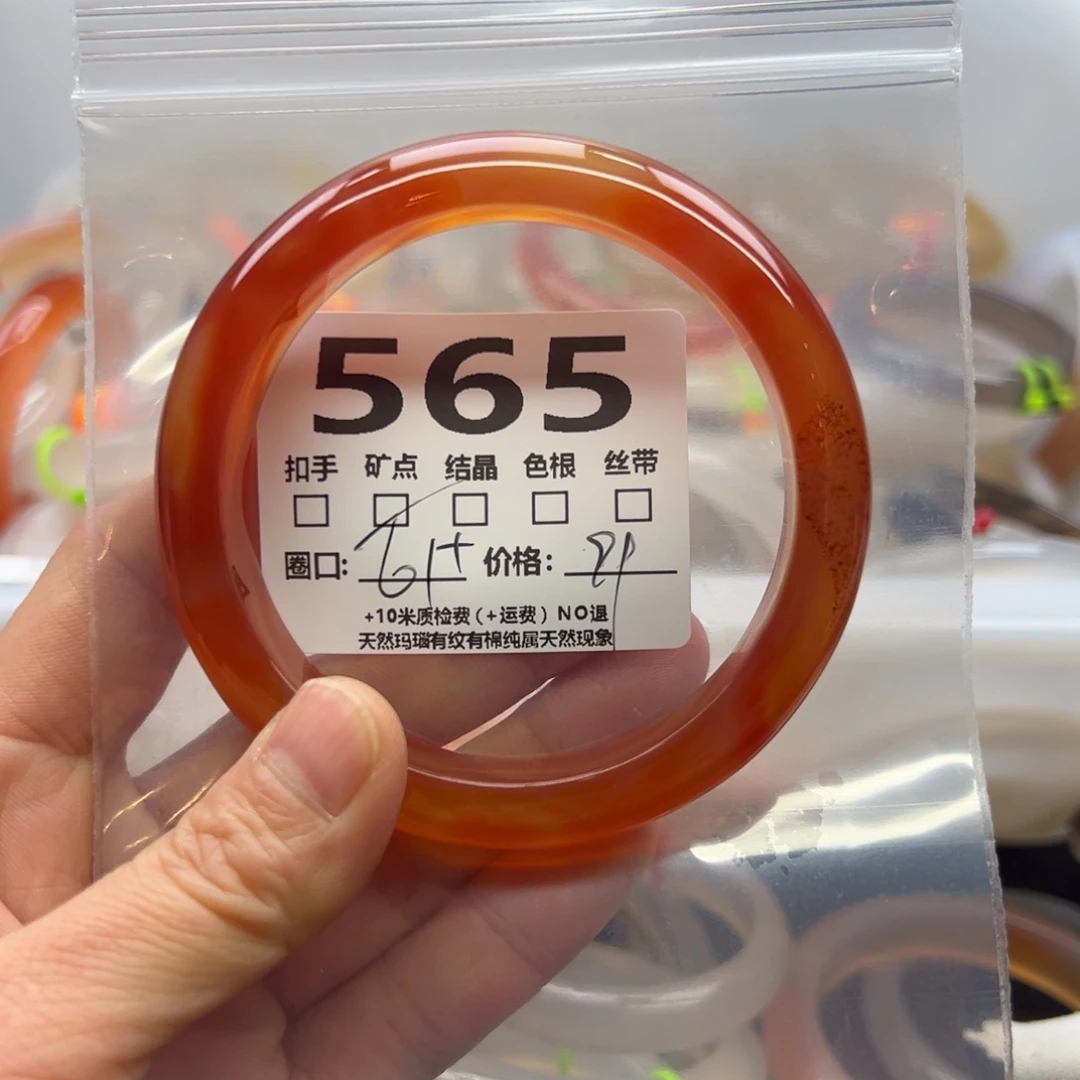 565
扣手 矿点 结晶 色根 丝带
圈口: 61+ 价格:
+10米质检费(+运费) NO退
天然玛瑙有纹有棉纯属天然现象